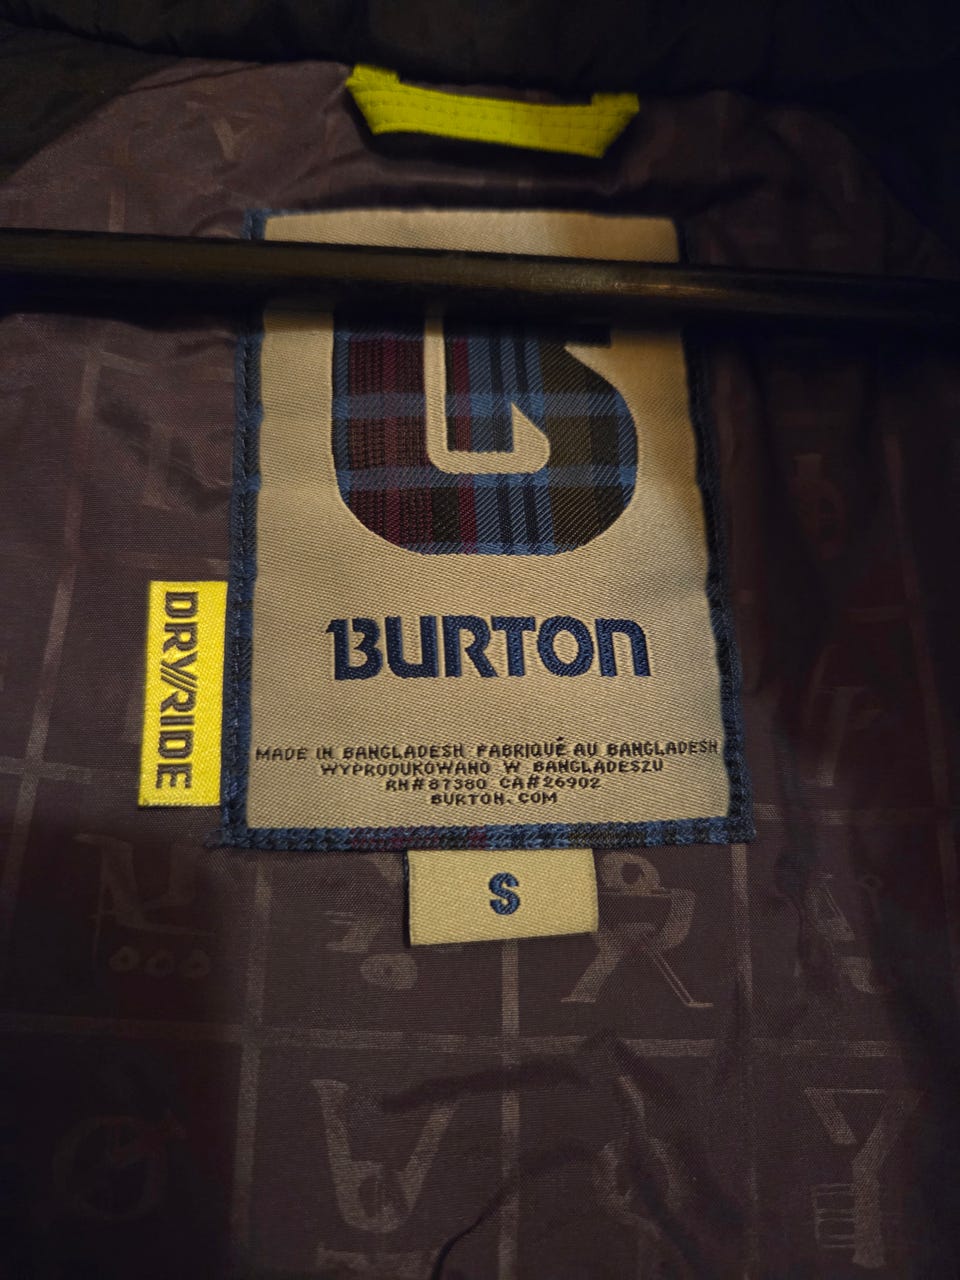 BURTON
DRY//RIDE
MADE IN BANGLADESH FABRIQUÉ AU BANGLADESH
WYPRODUKOWANO W BANGLADESZU
RN#87380 CA#26902
BURTON.COM
S